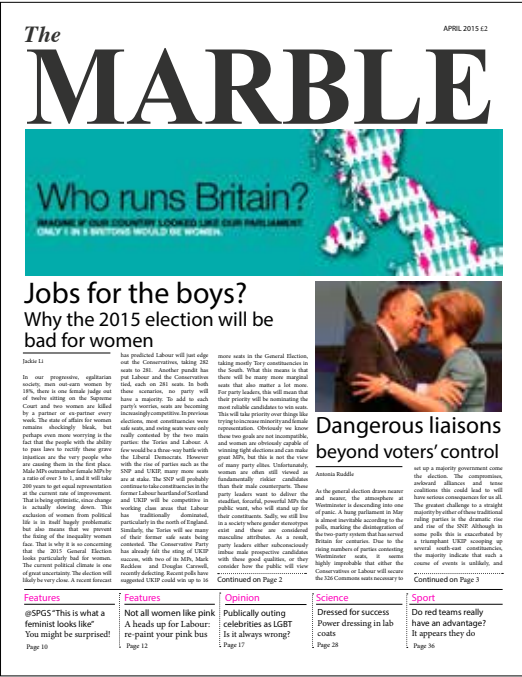 The
APRIL 2015 £2
MARBLE
Who runs Britain?
IMAGINE IF OUR COUNTRY LOOKED LIKE OUR PARLIAMENT
ONLY 1 IN 5 BRITONS WOULD BE WOMEN.
Jobs for the boys?
Why the 2015 election will be
bad for women
Jackie Li
In our progressive, egalitarian
society, men out-earn women by
18%, there is one female judge out
of twelve sitting on the Supreme
Court and two women are killed
by a partner or ex-partner every
week. The state of affairs for women
remains shockingly bleak, but
perhaps even more worrying is the
fact that the people with the ability
to pass laws to rectify these grave
injustices are the very people who
are causing them in the first place.
Male MPs outnumber female MPs by
a ratio of over 3 to 1, and it will take
200 years to get equal representation
at the current rate of improvement.
That is being optimistic, since change
is actually slowing down. This
exclusion of women from political
life is in itself hugely problematic
but also means that we prevent
the fixing of the inequality women
face. That is why it is so concerning
that the 2015 General Election
looks particularly bad for women.
The current political climate is one
of great uncertainty. The election will
likely be very close. A recent forecast
has predicted Labour will just edge
out the Conservatives, taking 282
seats to 281. Another pundit has
put Labour and the Conservatives
tied, each on 281 seats. In both
these scenarios, no party will
have a majority. To add to each
party's worries, seats are becoming
increasingly competitive. In previous
elections, most constituencies were
safe seats, and swing seats were only
really contested by the two main
parties: the Tories and Labour. A
few would be a three-way battle with
the Liberal Democrats. However
with the rise of parties such as the
SNP and UKIP, many more seats
are at stake. The SNP will probably
continue to take constituencies in the
former Labour heartland of Scotland
and UKIP will be competitive in
working class areas that Labour
has traditionally dominated,
particularly in the north of England.
Similarly, the Tories will see many
of their former safe seats being
contested. The Conservative Party
has already felt the sting of UKIP
success, with two of its MPs, Mark
Reckless and Douglas Carswell,
recently defecting. Recent polls have
suggested UKIP could win up to 16
more seats in the General Election,
taking mostly Tory constituencies in
the South. What this means is that
there will be many more marginal
seats that also matter a lot more.
For party leaders, this will mean that
their priority will be nominating the
most reliable candidates to win seats.
This will take priority over things like
trying to increase minority and female
representation. Obviously we know
these two goals are not incompatible,
and women are obviously capable of
winning tight elections and can make
great MPs, but this is not the view
of many party elites. Unfortunately,
women are often still viewed as
fundamentally riskier candidates
than their male counterparts. These
party leaders want to deliver the
steadfast, forceful, powerful MPs the
public want, who will stand up for
their constituents. Sadly, we still live
in a society where gender stereotypes
exist and these are considered
masculine attributes. As a result,
party leaders either subconsciously
imbue male prospective candidates
with these good qualities, or they
consider how the public will view
Continued on Page 2
Dangerous liaisons
beyond voters' control
Antonia Ruddle
As the general election draws nearer
and nearer, the atmosphere at
Westminster is descending into one
of panic. A hung parliament in May
is almost inevitable according to the
polls, marking the disintegration of
the two-party system that has served
Britain for centuries. Due to the
rising numbers of parties contesting
Westminster seats, it seems
highly improbable that either the
Conservatives or Labour will secure
the 326 Commons seats necessary to
set up a majority government come
the election. The compromises,
awkward alliances and tense
coalitions this could lead to will
have serious consequences for us all.
The greatest challenge to a straight
majority by either of these traditional
ruling parties is the dramatic rise
and rise of the SNP. Although in
some polls this is exacerbated by
a triumphant UKIP scooping up
several south-east constituencies,
the majority indicate that such a
course of events is unlikely, and
Continued on Page 3
Features
@SPGS "This is what a
feminist looks like"
You might be surprised!
Page 10
Features
Not all women like pink
A heads up for Labour:
re-paint your pink bus
Page 12
Opinion
Publically outing
celebrities as LGBT
Is it always wrong?
Page 17
Science
Dressed for success
Power dressing in lab
coats
Page 28
Sport
Do red teams really
have an advantage?
It appears they do
Page 36